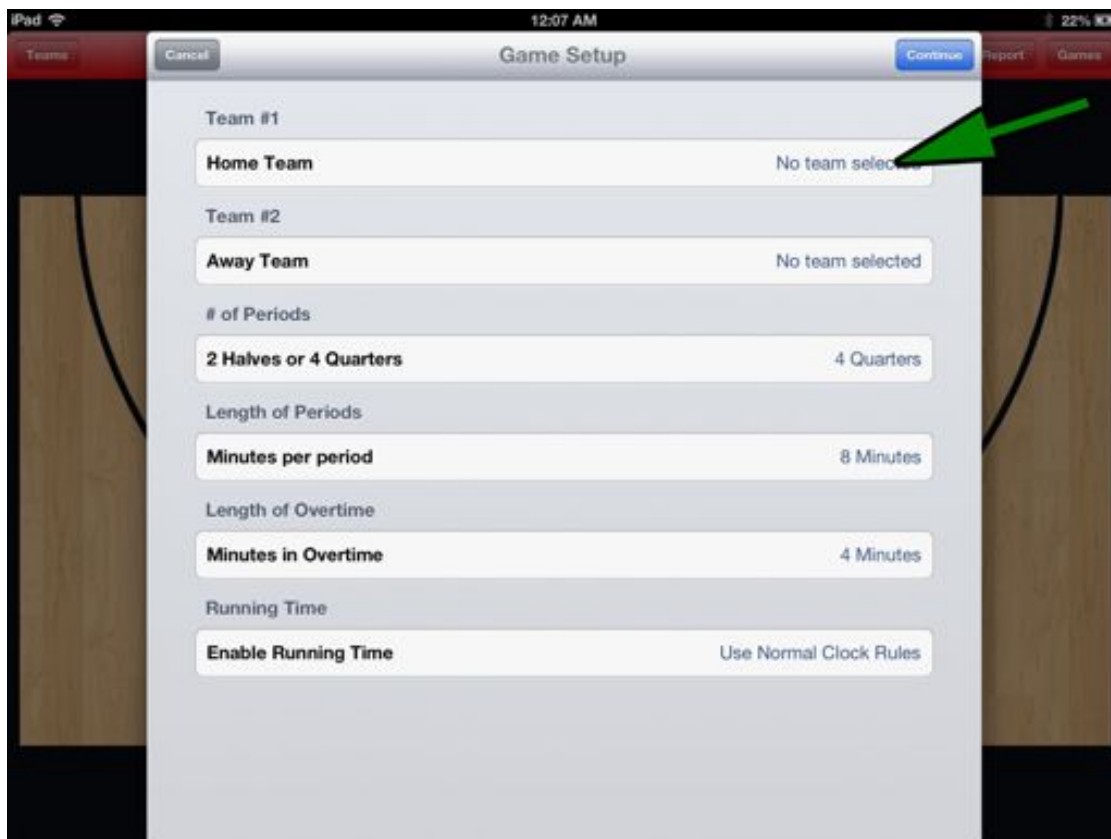 iPad 12:07 AM 22%
Teams Cancel Game Setup Continue Report Games
Team #1
Home Team No team selected
Team #2
Away Team No team selected
# of Periods
2 Halves or 4 Quarters 4 Quarters
Length of Periods
Minutes per period 8 Minutes
Length of Overtime
Minutes in Overtime 4 Minutes
Running Time
Enable Running Time Use Normal Clock Rules